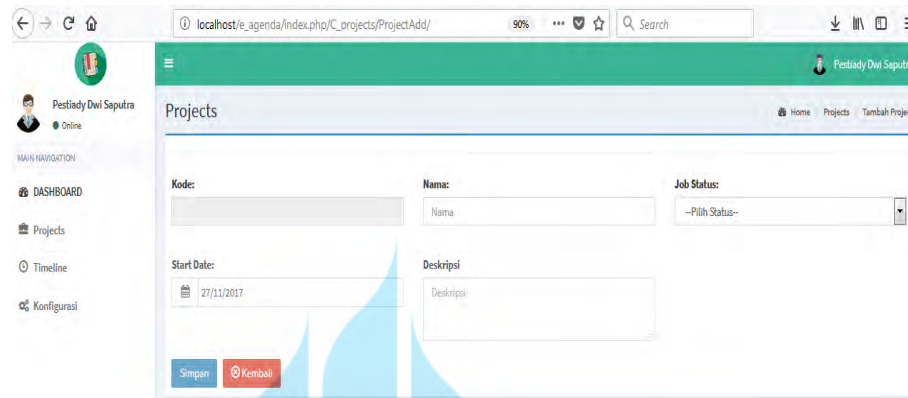 localhost/e_agenda/index.php/C_projects/ProjectAdd/ 90% Search
Pestiady Dwi Saputra
Pestiady Dwi Saputra
Online
Projects
Home Projects Tambah Projec
MAIN NAVIGATION
DASHBOARD
Projects
Timeline
Konfigurasi
Kode: Nama: Job Status:
Nama --Pilih Status--
Start Date: Deskripsi
27/11/2017 Deskripsi
Simpan Kembali